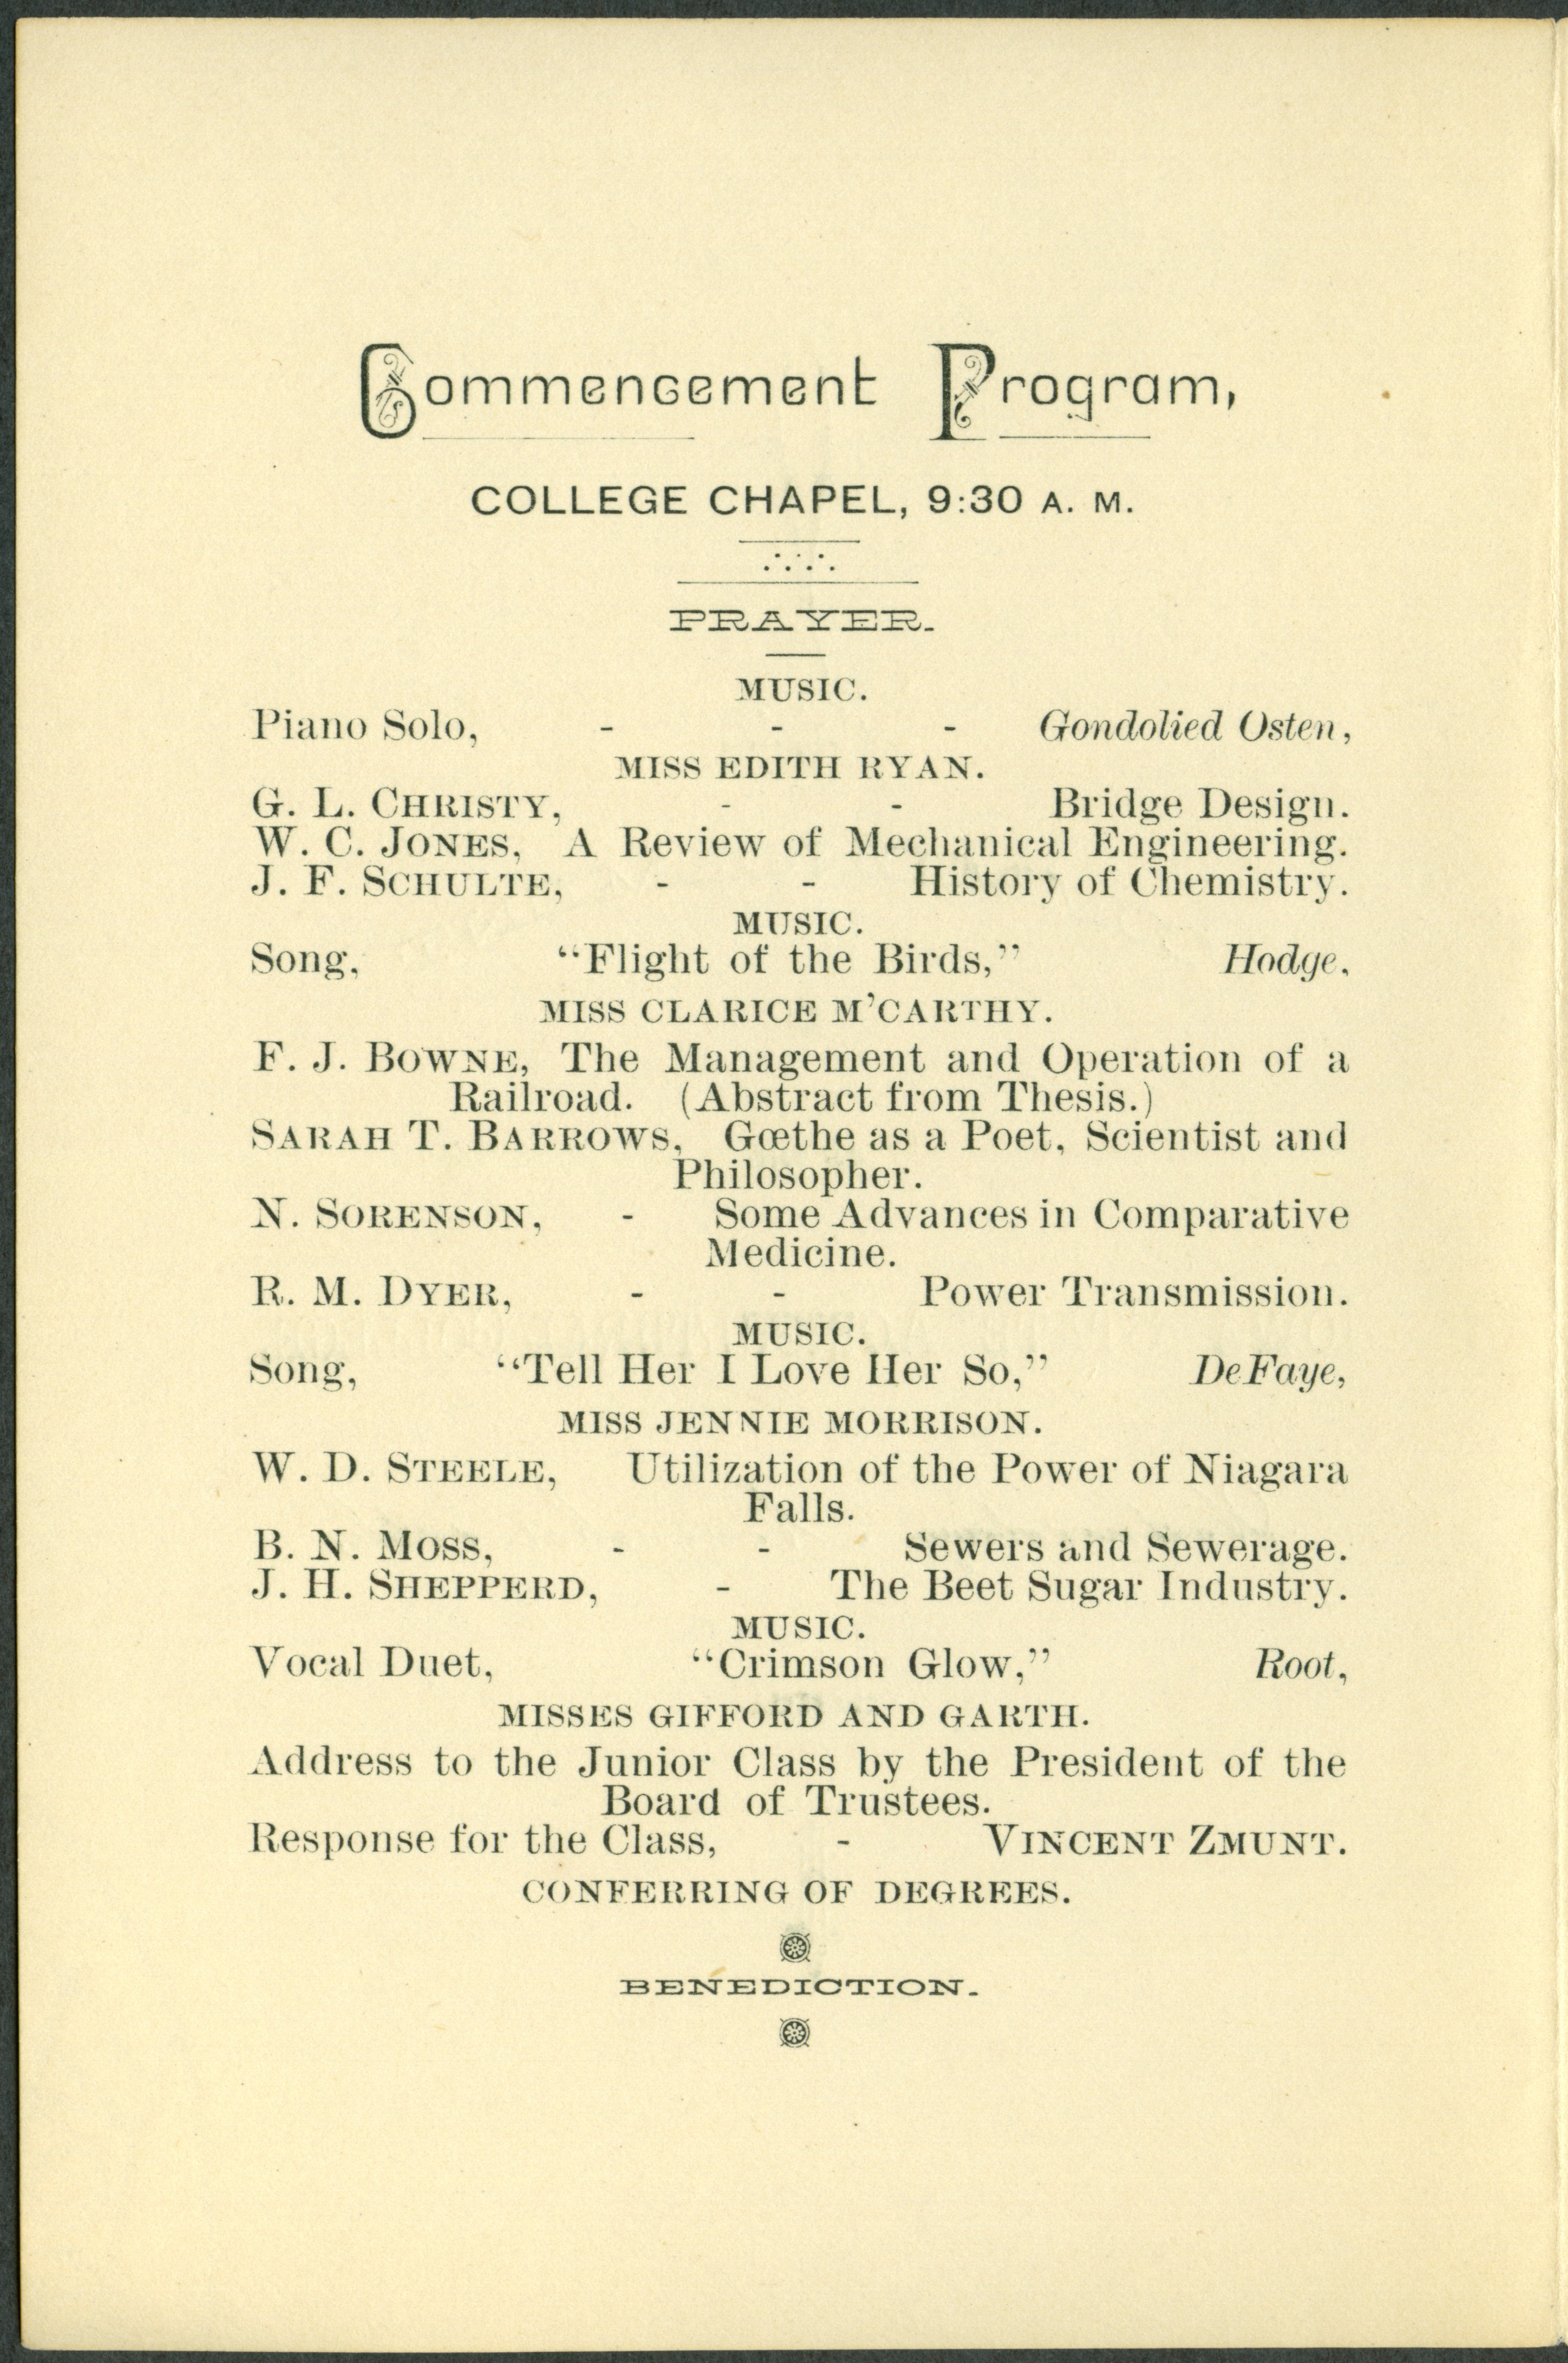 Commencement Program,
COLLEGE CHAPEL, 9:30 A. M.
PRAYER.
MUSIC.
Piano Solo, - - - Gondolied Osten,
MISS EDITH RYAN.
G. L. CHRISTY, - - Bridge Design.
W. C. JONES, A Review of Mechanical Engineering.
J. F. SCHULTE, - - History of Chemistry.
MUSIC.
Song, “Flight of the Birds,” Hodge,
MISS CLARICE M’CARTHY.
F. J. BOWNE, The Management and Operation of a
Railroad. (Abstract from Thesis.)
SARAH T. BARROWS, Gœthe as a Poet, Scientist and
Philosopher.
N. SORENSON, - Some Advances in Comparative
Medicine.
R. M. DYER, - - Power Transmission.
MUSIC.
Song, “Tell Her I Love Her So,” DeFaye,
MISS JENNIE MORRISON.
W. D. STEELE, Utilization of the Power of Niagara
Falls.
B. N. MOSS, - - Sewers and Sewerage.
J. H. SHEPPERD, - The Beet Sugar Industry.
MUSIC.
Vocal Duet, “Crimson Glow,” Root,
MISSES GIFFORD AND GARTH.
Address to the Junior Class by the President of the
Board of Trustees.
Response for the Class, - VINCENT ZMUNT.
CONFERRING OF DEGREES.
BENEDICTION.